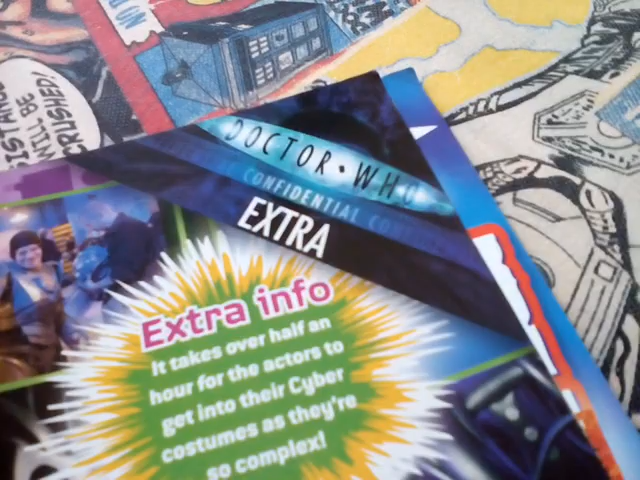 ISTANC
WILL BE
CRUSHED!
DOCTOR·WHO
CONFIDENTIAL
EXTRA
Extra info
It takes over half an
hour for the actors to
get into their Cyber
costumes as they're
so complex!